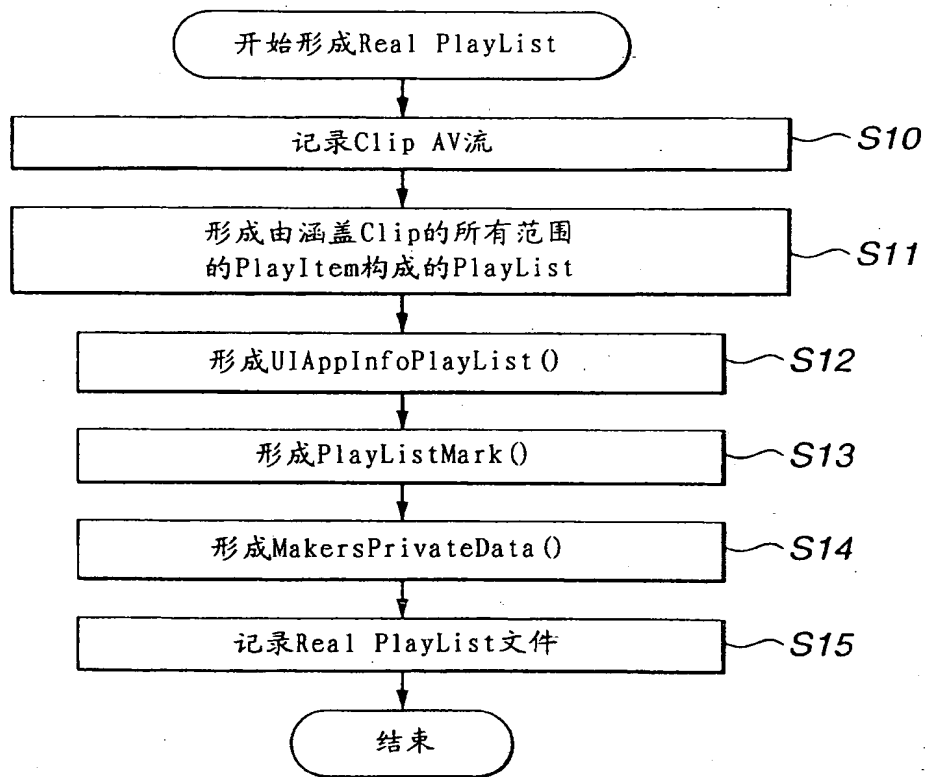 开始形成Real PlayList
记录Clip AV流
S10
形成由涵盖Clip的所有范围
的PlayItem构成的PlayList
S11
形成UIAppInfoPlayList()
S12
形成PlayListMark()
S13
形成MakersPrivateData()
S14
记录Real PlayList文件
S15
结束